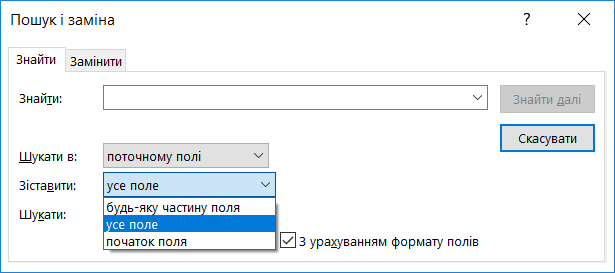 Пошук і заміна
?
Знайти
Замінити
Знайти:
Знайти далі
Скасувати
Шукати в:
поточному полі
Зіставити:
усе поле
будь-яку частину поля
усе поле
початок поля
Шукати:
З урахуванням формату полів